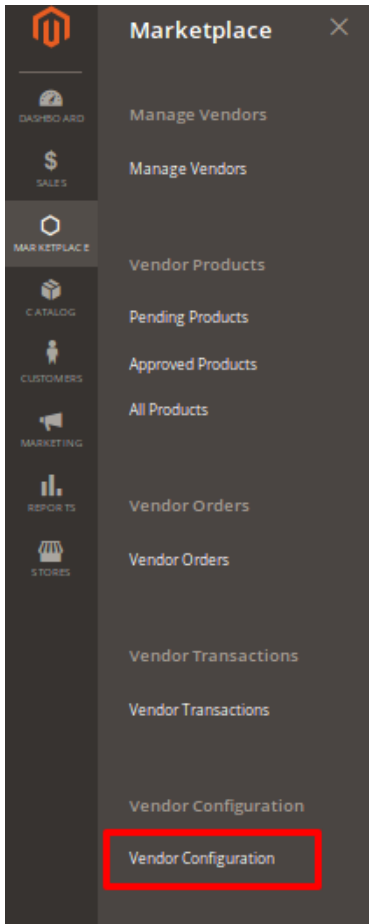 Marketplace
DASHBOARD
SALES
MARKETPLACE
CATALOG
CUSTOMERS
MARKETING
REPORTS
STORES
Manage Vendors
Manage Vendors
Vendor Products
Pending Products
Approved Products
All Products
Vendor Orders
Vendor Orders
Vendor Transactions
Vendor Transactions
Vendor Configuration
Vendor Configuration